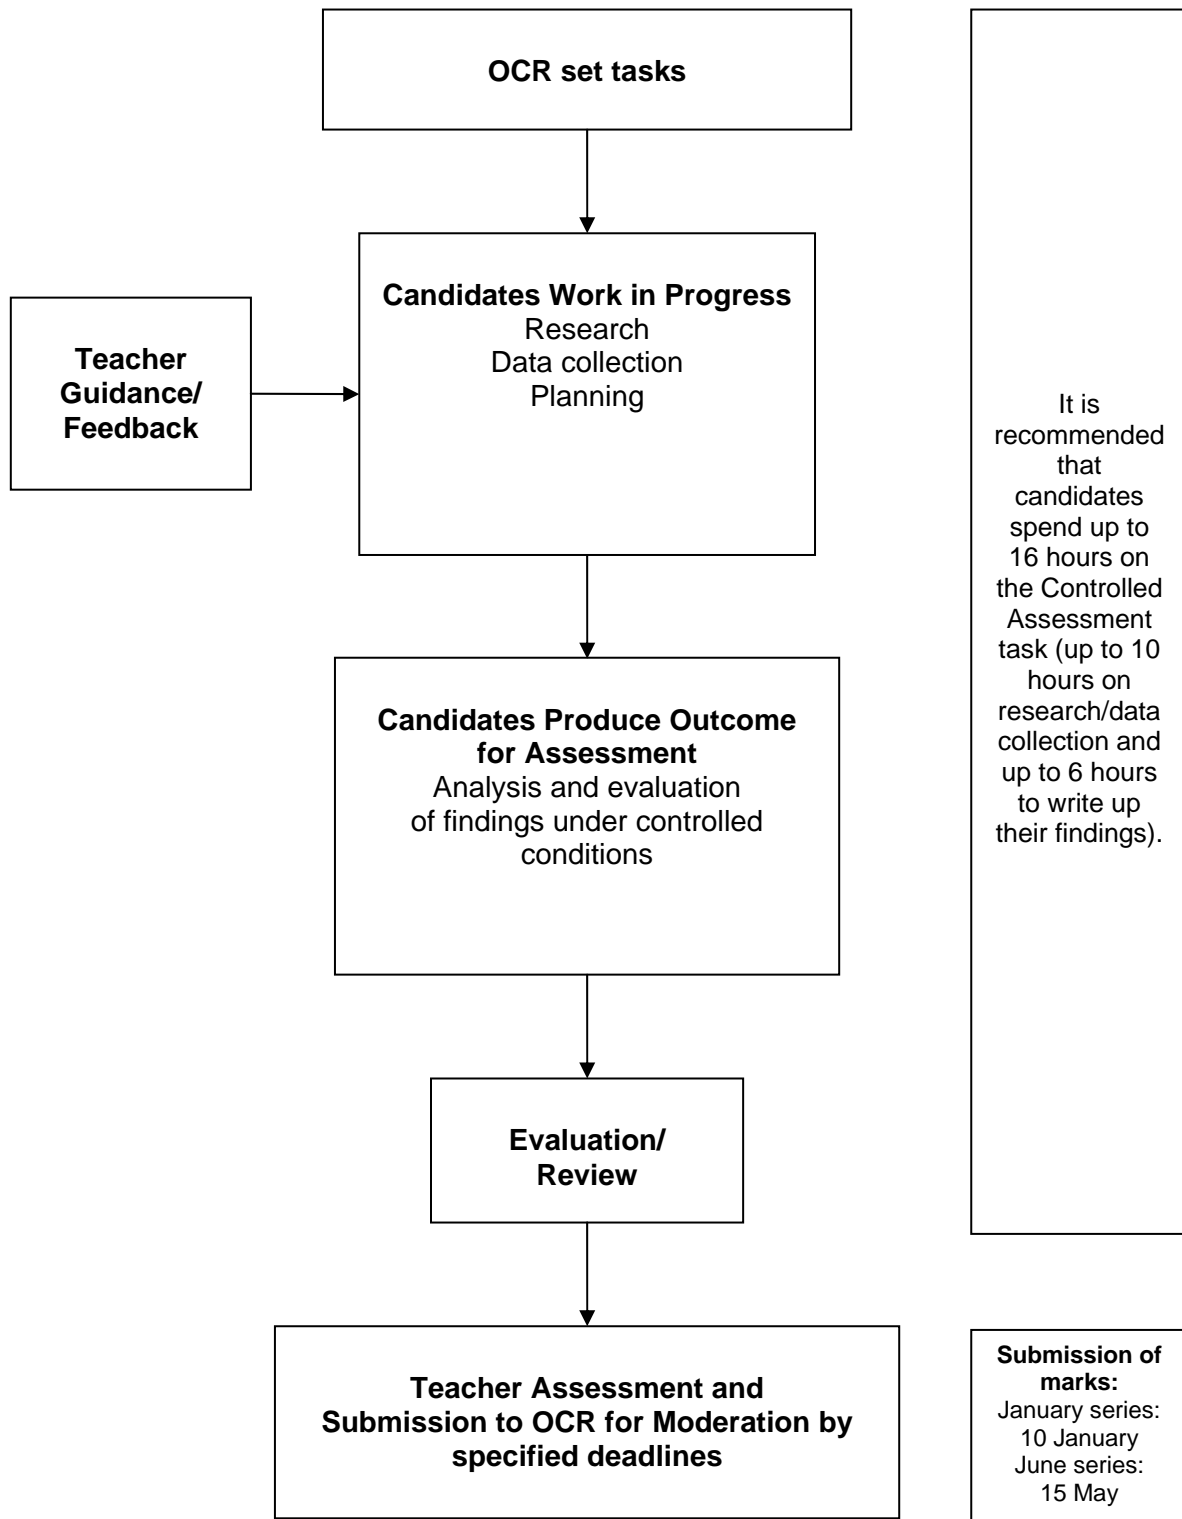 OCR set tasks
Candidates Work in Progress
Research
Data collection
Planning
Teacher
Guidance/
Feedback
Candidates Produce Outcome
for Assessment
Analysis and evaluation
of findings under controlled
conditions
Evaluation/
Review
Teacher Assessment and
Submission to OCR for Moderation by
specified deadlines
It is
recommended
that
candidates
spend up to
16 hours on
the Controlled
Assessment
task (up to 10
hours on
research/data
collection and
up to 6 hours
to write up
their findings).
Submission of
marks:
January series:
10 January
June series:
15 May